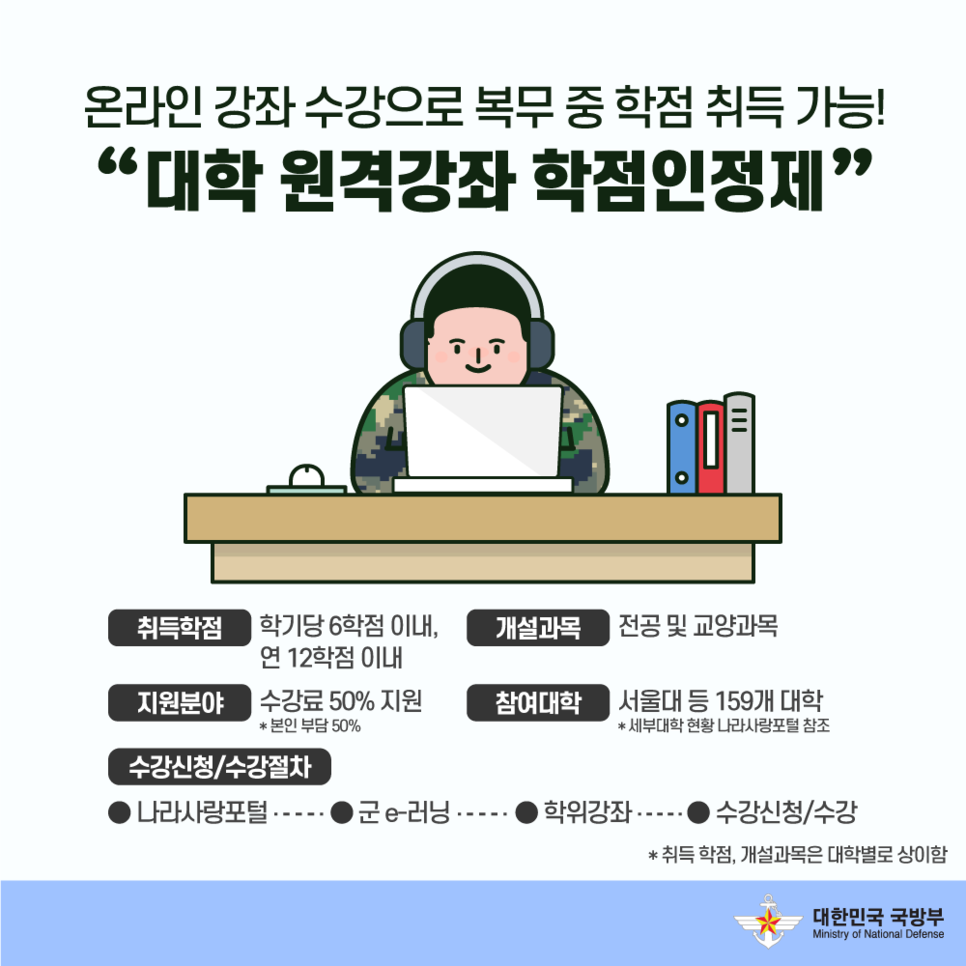 온라인 강좌 수강으로 복무 중 학점 취득 가능!
“대학 원격강좌 학점인정제”
취득학점 학기당 6학점 이내,
연 12학점 이내
개설과목 전공 및 교양과목
지원분야 수강료 50% 지원
* 본인 부담 50%
참여대학 서울대 등 159개 대학
* 세부대학 현황 나라사랑포털 참조
수강신청/수강절차
● 나라사랑포털 ----- ● 군 e-러닝 ----- ● 학위강좌 ----- ● 수강신청/수강
* 취득 학점, 개설과목은 대학별로 상이함
대한민국 국방부
Ministry of National Defense